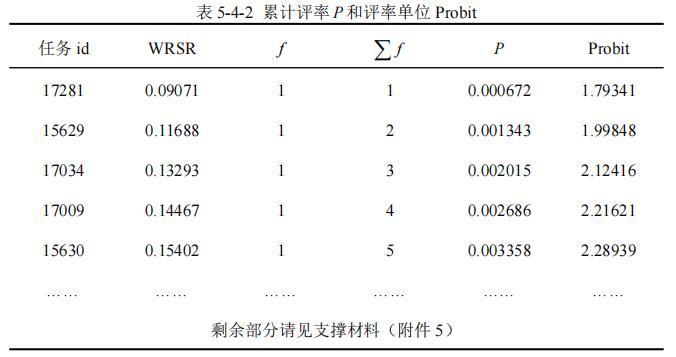 表 5-4-2 累计评率 P 和评率单位 Probit
任务 id WRSR f ∑f P Probit
17281 0.09071 1 1 0.000672 1.79341
15629 0.11688 1 2 0.001343 1.99848
17034 0.13293 1 3 0.002015 2.12416
17009 0.14467 1 4 0.002686 2.21621
15630 0.15402 1 5 0.003358 2.28939
…… …… …… …… …… ……
剩余部分请见支撑材料（附件 5）